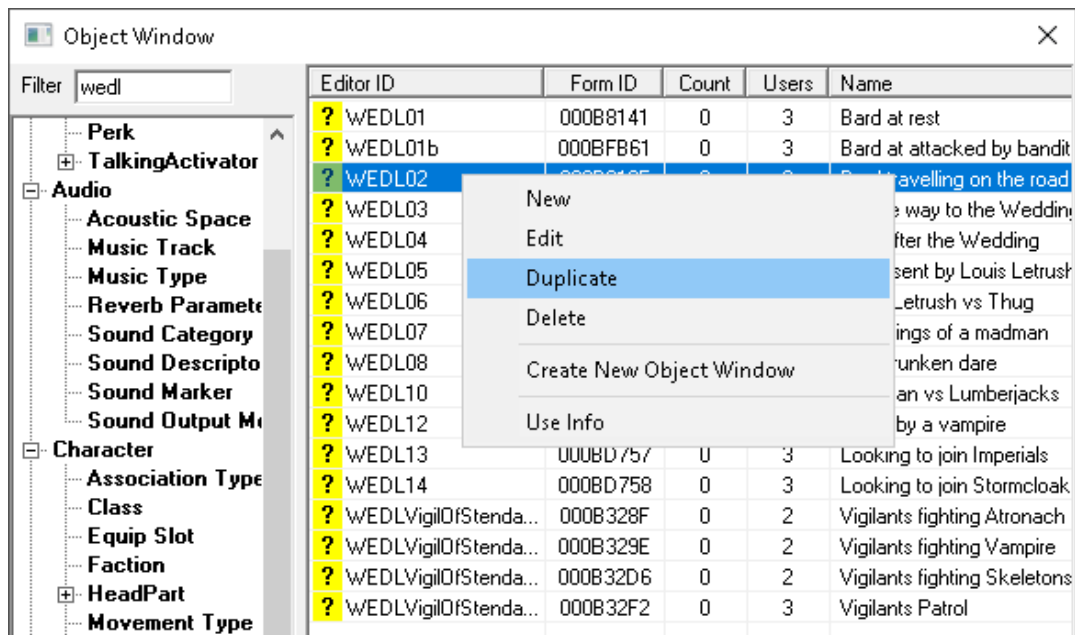 Object Window
Filter wedl
Perk
TalkingActivator
Audio
Acoustic Space
Music Track
Music Type
Reverb Paramete
Sound Category
Sound Descripto
Sound Marker
Sound Output
Character
Association Type
Class
Equip Slot
Faction
HeadPart
Movement Type
Editor ID Form ID Count Users Name
? WEDL01 000B8141 0 3 Bard at rest
? WEDL01b 000BFB61 0 3 Bard at attacked by bandit
? WEDL02 travelling on the road
? WEDL03 way to the Wedding
? WEDL04 fter the Wedding
? WEDL05 sent by Louis Letrush
? WEDL06 Letrush vs Thug
? WEDL07 ings of a madman
? WEDL08 runken dare
? WEDL10 an vs Lumberjacks
? WEDL12 by a vampire
? WEDL13 000BD757 0 3 Looking to join Imperials
? WEDL14 000BD758 0 3 Looking to join Stormcloak
? WEDLVigilOfStenda... 000B328F 0 2 Vigilants fighting Atronach
? WEDLVigilOfStenda... 000B329E 0 2 Vigilants fighting Vampire
? WEDLVigilOfStenda... 000B32D6 0 2 Vigilants fighting Skeletons
? WEDLVigilOfStenda... 000B32F2 0 3 Vigilants Patrol
New
Edit
Duplicate
Delete
Create New Object Window
Use Info